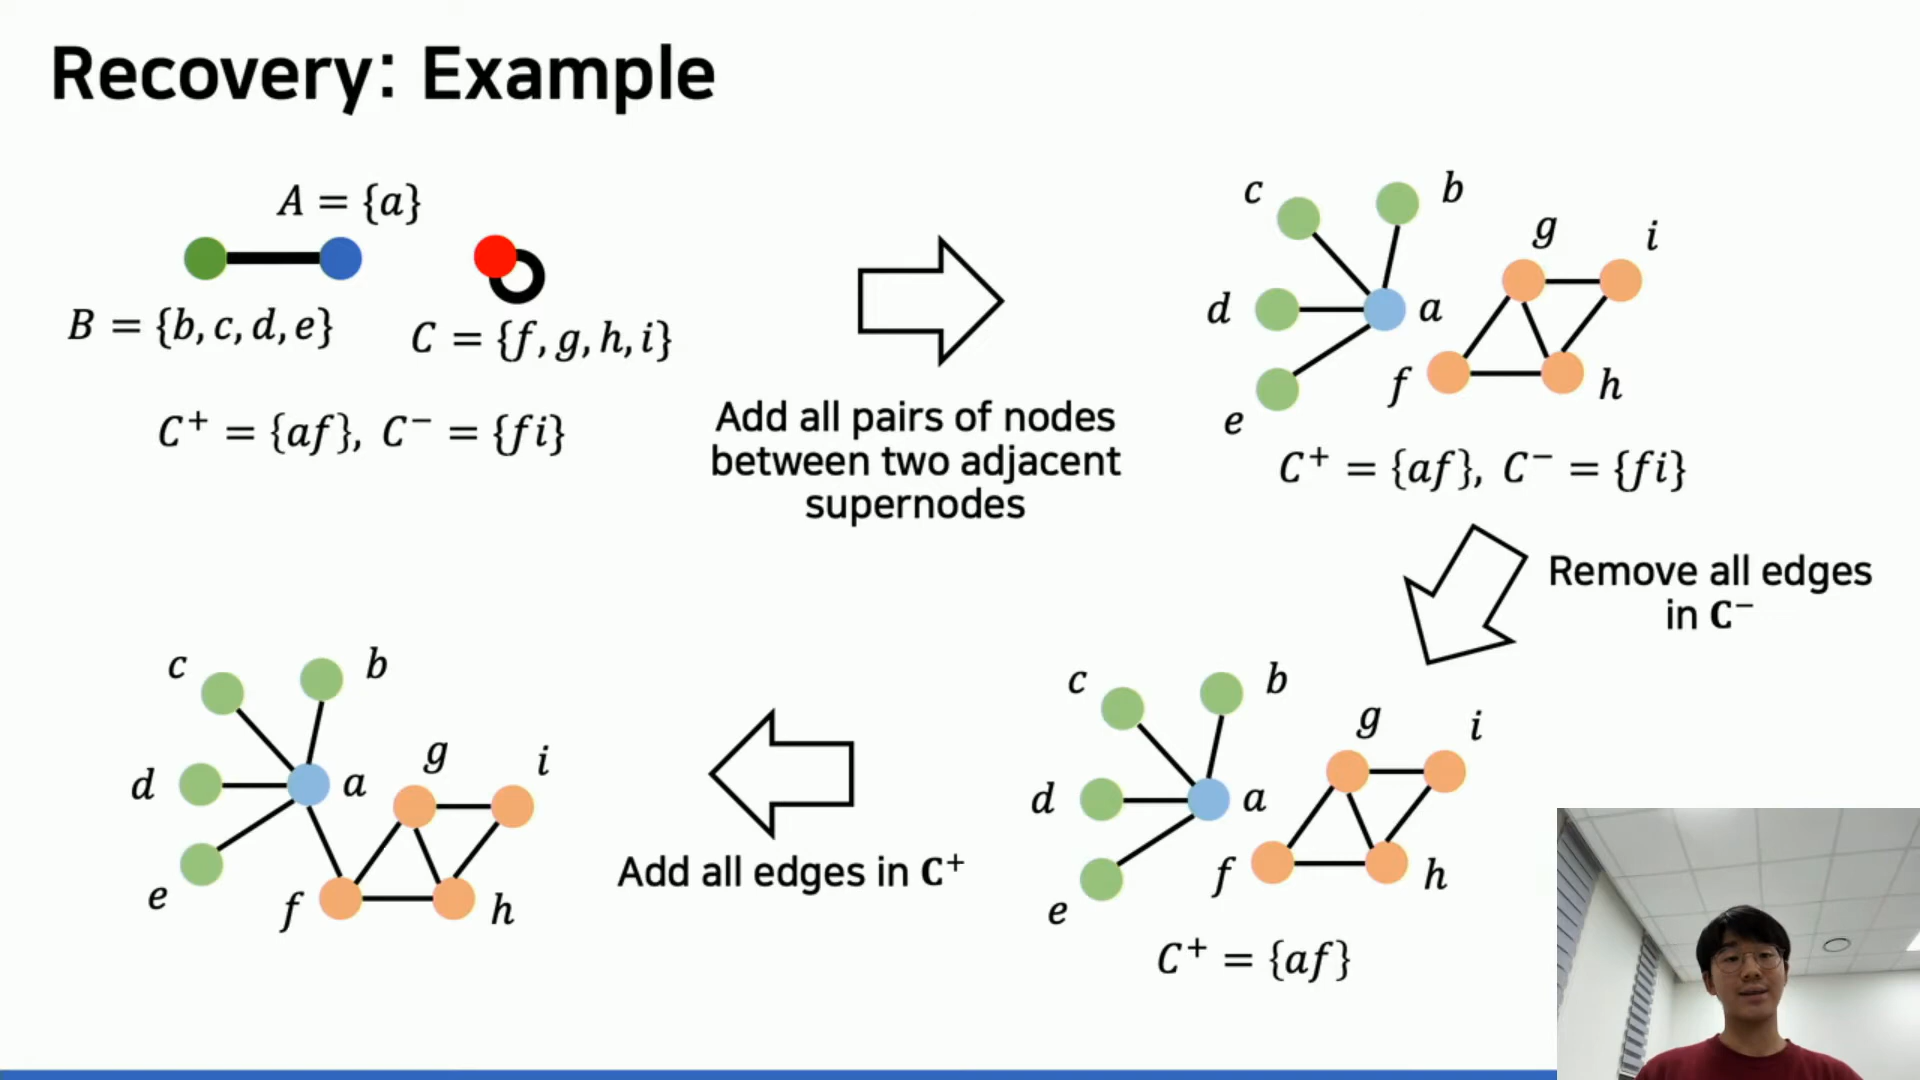 Recovery: Example
A = {a}
B = {b, c, d, e}
C = {f, g, h, i}
C⁺ = {af}, C⁻ = {fi}
Add all pairs of nodes
between two adjacent
supernodes
c
b
g
i
d
a
f
h
e
C⁺ = {af}, C⁻ = {fi}
Remove all edges
in C⁻
c
b
g
i
d
a
f
h
e
C⁺ = {af}
Add all edges in C⁺
c
b
g
i
d
a
e
f
h